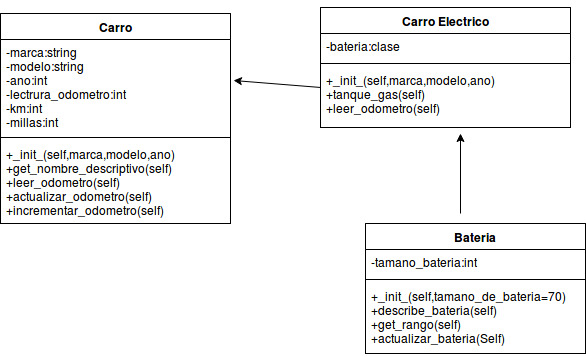 Carro
-marca:string
-modelo:string
-ano:int
-lectrura_odometro:int
-km:int
-millas:int
+_init_(self,marca,modelo,ano)
+get_nombre_descriptivo(self)
+leer_odometro(self)
+actualizar_odometro(self)
+incrementar_odometro(self)
Carro Electrico
-bateria:clase
+_init_(self,marca,modelo,ano)
+tanque_gas(self)
+leer_odometro(self)
Bateria
-tamano_bateria:int
+_init_(self,tamano_de_bateria=70)
+describe_bateria(self)
+get_rango(self)
+actualizar_bateria(Self)